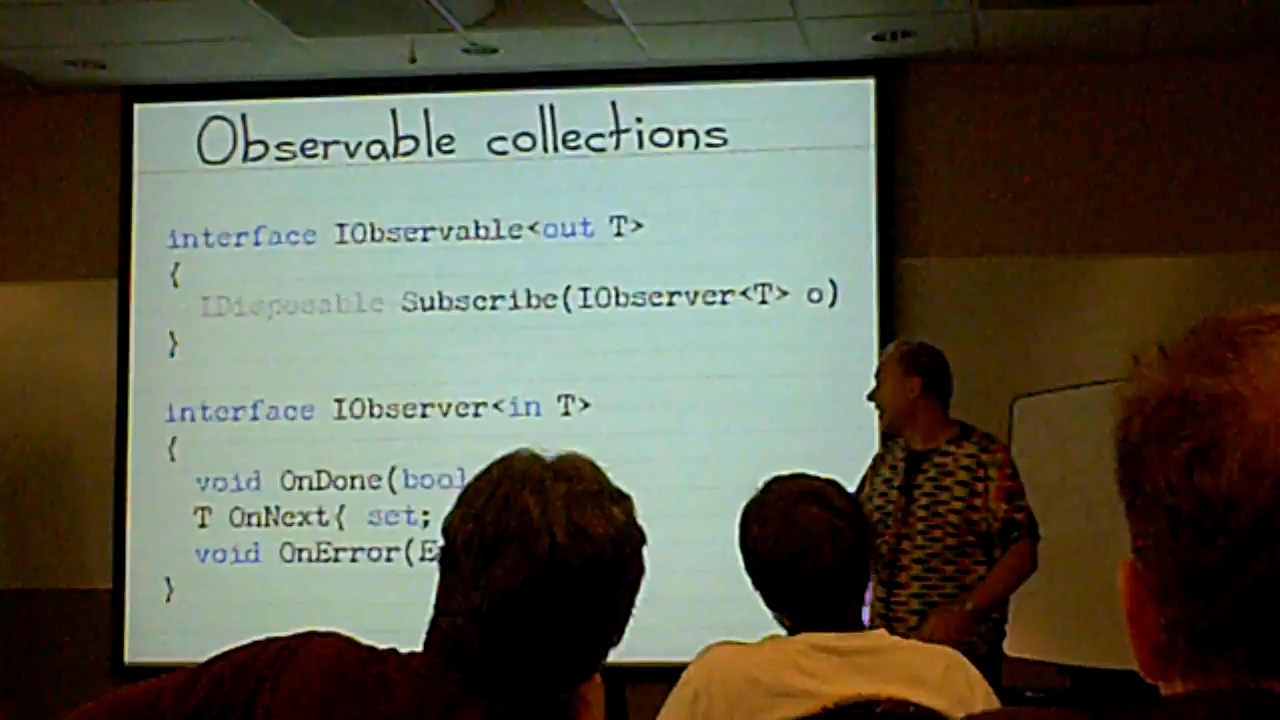 Observable collections
interface IObservable<out T>
{
IDisposable Subscribe(IObserver<T> o)
}
interface IObserver<in T>
{
void OnDone(bool
T OnNext{ set;
void OnError(
}